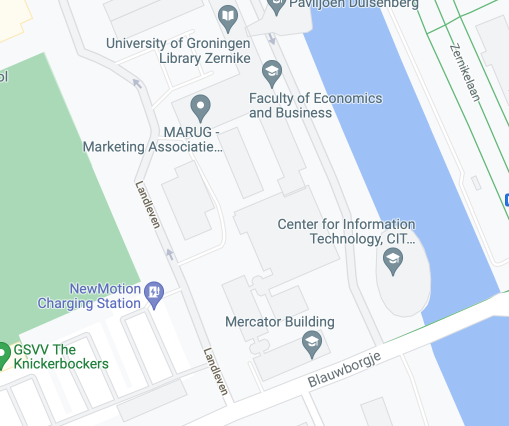 Paviljoen Duisenberg
University of Groningen
Library Zernike
Zernikelaan
Faculty of Economics
and Business
MARUG -
Marketing Associatie...
Landleven
Center for Information
Technology, CIT...
NewMotion
Charging Station
Mercator Building
GSVV The
Knickerbockers
Landleven
Blauwborgje